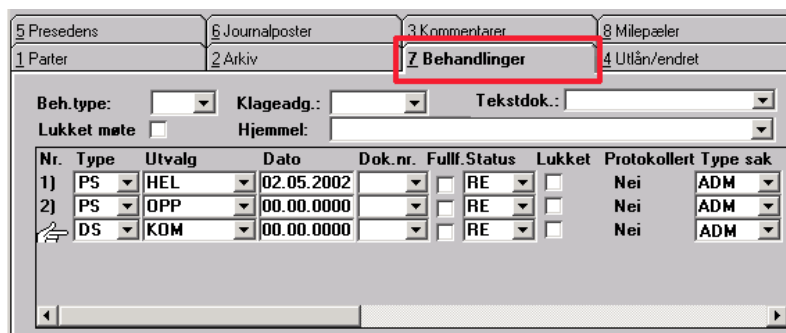 5 Presedens 6 Journalposter 3 Kommentarer 8 Milepæler
1 Parter 2 Arkiv 7 Behandlinger 4 Utlån/endret
Beh.type: Klageadg.: Tekstdok.:
Lukket møte Hjemmel:
Nr. Type Utvalg Dato Dok.nr. Fullf. Status Lukket Protokollert Type sak
1) PS HEL 02.05.2002 RE Nei ADM
2) PS OPP 00.00.0000 RE Nei ADM
DS KOM 00.00.0000 RE Nei ADM